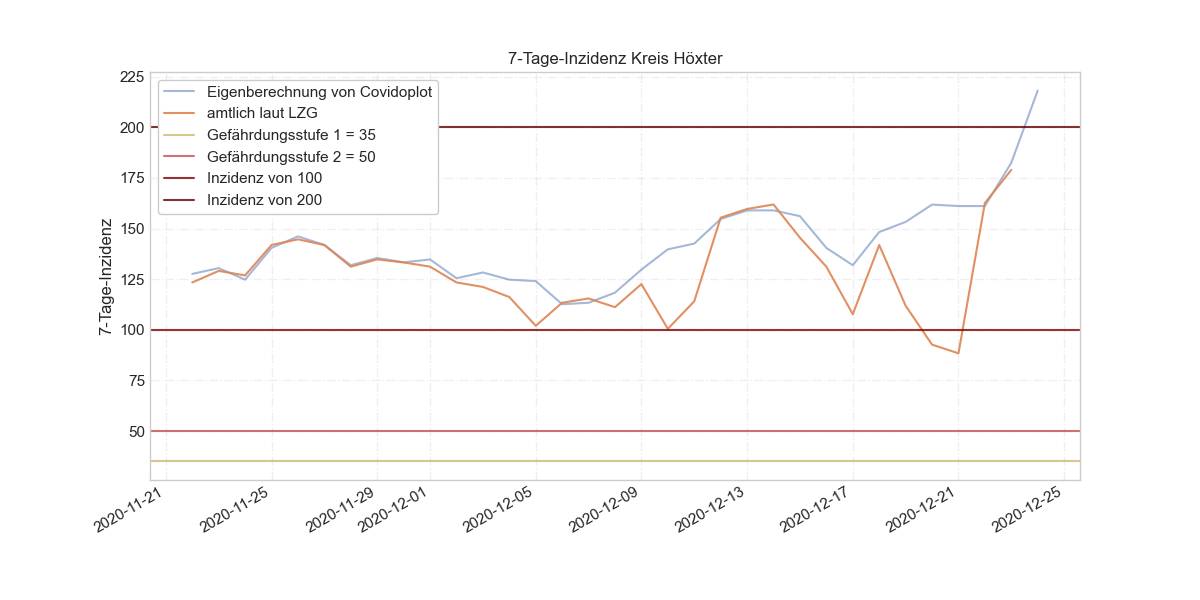 7-Tage-Inzidenz Kreis Höxter
Eigenberechnung von Covidoplot
amtlich laut LZG
Gefährdungsstufe 1 = 35
Gefährdungsstufe 2 = 50
Inzidenz von 100
Inzidenz von 200
7-Tage-Inzidenz
225
200
175
150
125
100
75
50
2020-11-21
2020-11-25
2020-11-29
2020-12-01
2020-12-05
2020-12-09
2020-12-13
2020-12-17
2020-12-21
2020-12-25